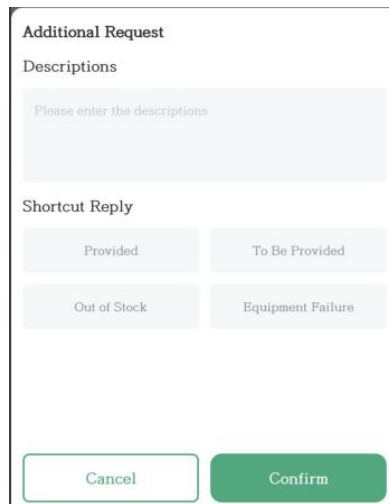 Additional Request
Descriptions
Please enter the descriptions
Shortcut Reply
Provided
To Be Provided
Out of Stock
Equipment Failure
Cancel
Confirm